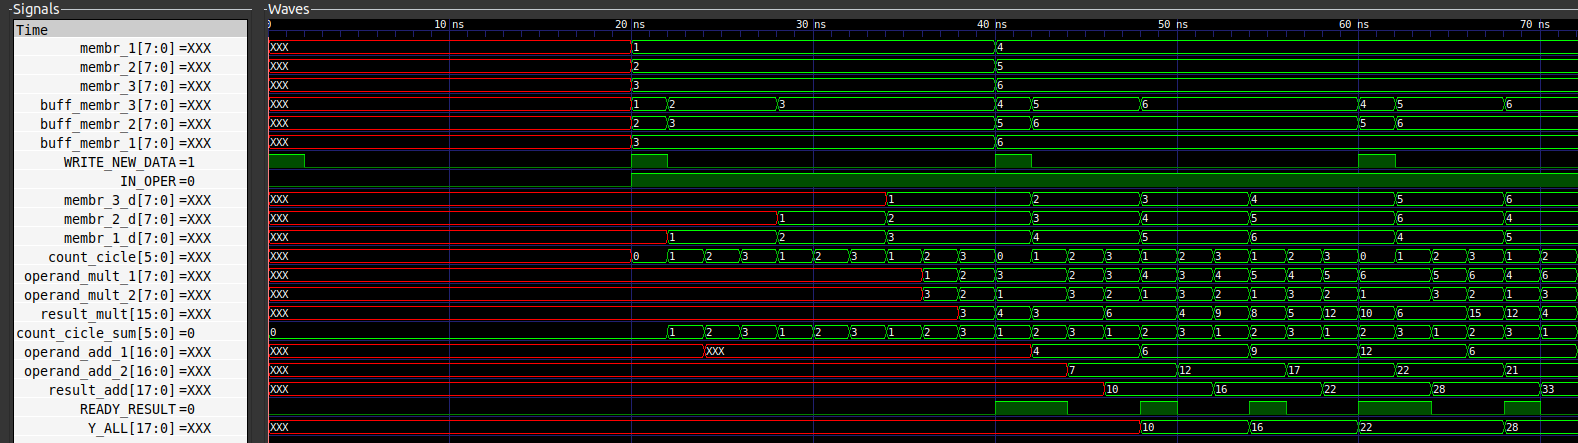 Signals Waves
Time 0 10 ns 20 ns 30 ns 40 ns 50 ns 60 ns 70 ns
membr_1[7:0] =XXX XXX 1 4
membr_2[7:0] =XXX XXX 2 5
membr_3[7:0] =XXX XXX 3 6
buff_membr_3[7:0] =XXX XXX 1 2 3 4 5 6 4 5 6
buff_membr_2[7:0] =XXX XXX 2 3 5 6 5 6
buff_membr_1[7:0] =XXX XXX 3 6
WRITE_NEW_DATA =1
IN_OPER =0
membr_3_d[7:0] =XXX XXX 1 2 3 4 5 6
membr_2_d[7:0] =XXX XXX 1 2 3 4 5 6 4
membr_1_d[7:0] =XXX XXX 1 2 3 4 5 6 4 5
count_cicle[5:0] =XXX XXX 0 1 2 3 1 2 3 1 2 3 0 1 2 3 1 2 3 1 2 3 0 1 2 3 1 2
operand_mult_1[7:0] =XXX XXX 1 2 3 2 3 4 3 4 5 4 5 6 5 6 4 6
operand_mult_2[7:0] =XXX XXX 3 2 1 3 2 1 3 2 1 3 2 1 3 2 1 3
result_mult[15:0] =XXX XXX 3 4 3 6 4 9 8 5 12 10 6 15 12 4
count_cicle_sum[5:0] =0 0 1 2 3 1 2 3 1 2 3 1 2 3 1 2 3 1 2 3 1 2 3 1 2 3 1
operand_add_1[16:0] =XXX XXX XXX 4 6 9 12 6
operand_add_2[16:0] =XXX XXX 7 12 17 22 21
result_add[17:0] =XXX XXX 10 16 22 28 33
READY_RESULT =0
Y_ALL[17:0] =XXX XXX 10 16 22 28